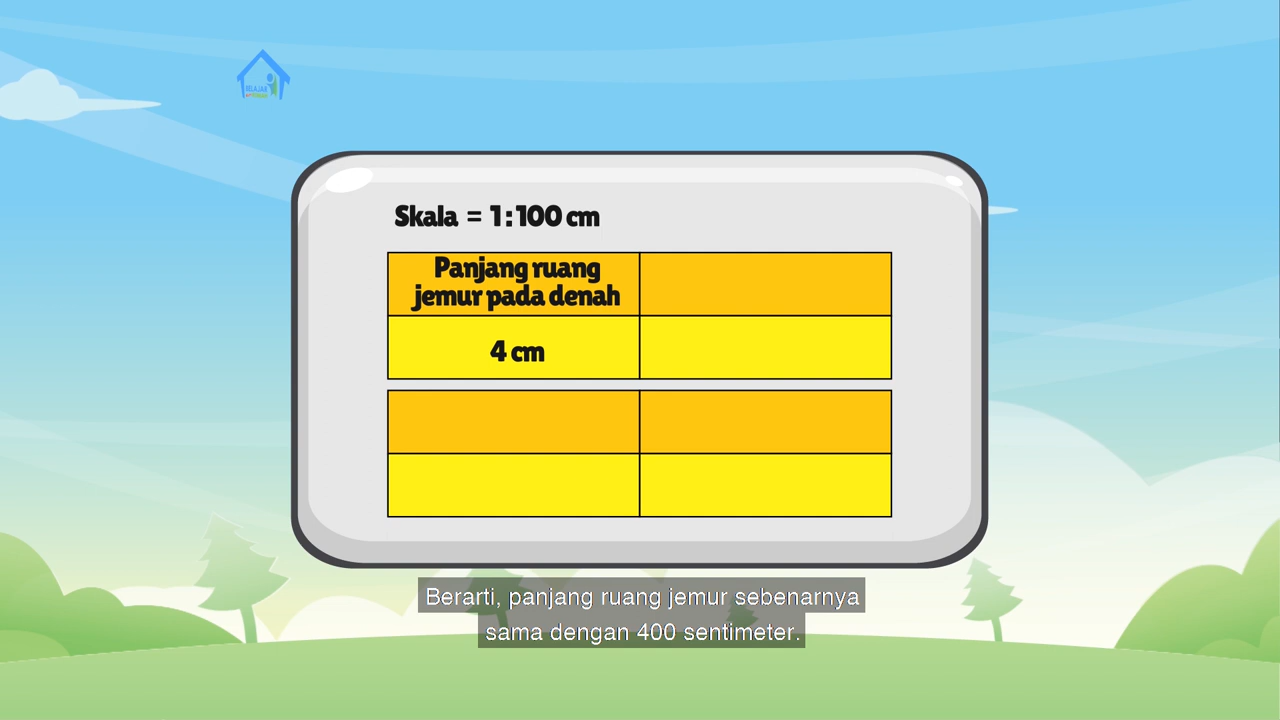 BELAJAR
Skala = 1 : 100 cm
Panjang ruang
jemur pada denah
4 cm
Berarti, panjang ruang jemur sebenarnya
sama dengan 400 sentimeter.